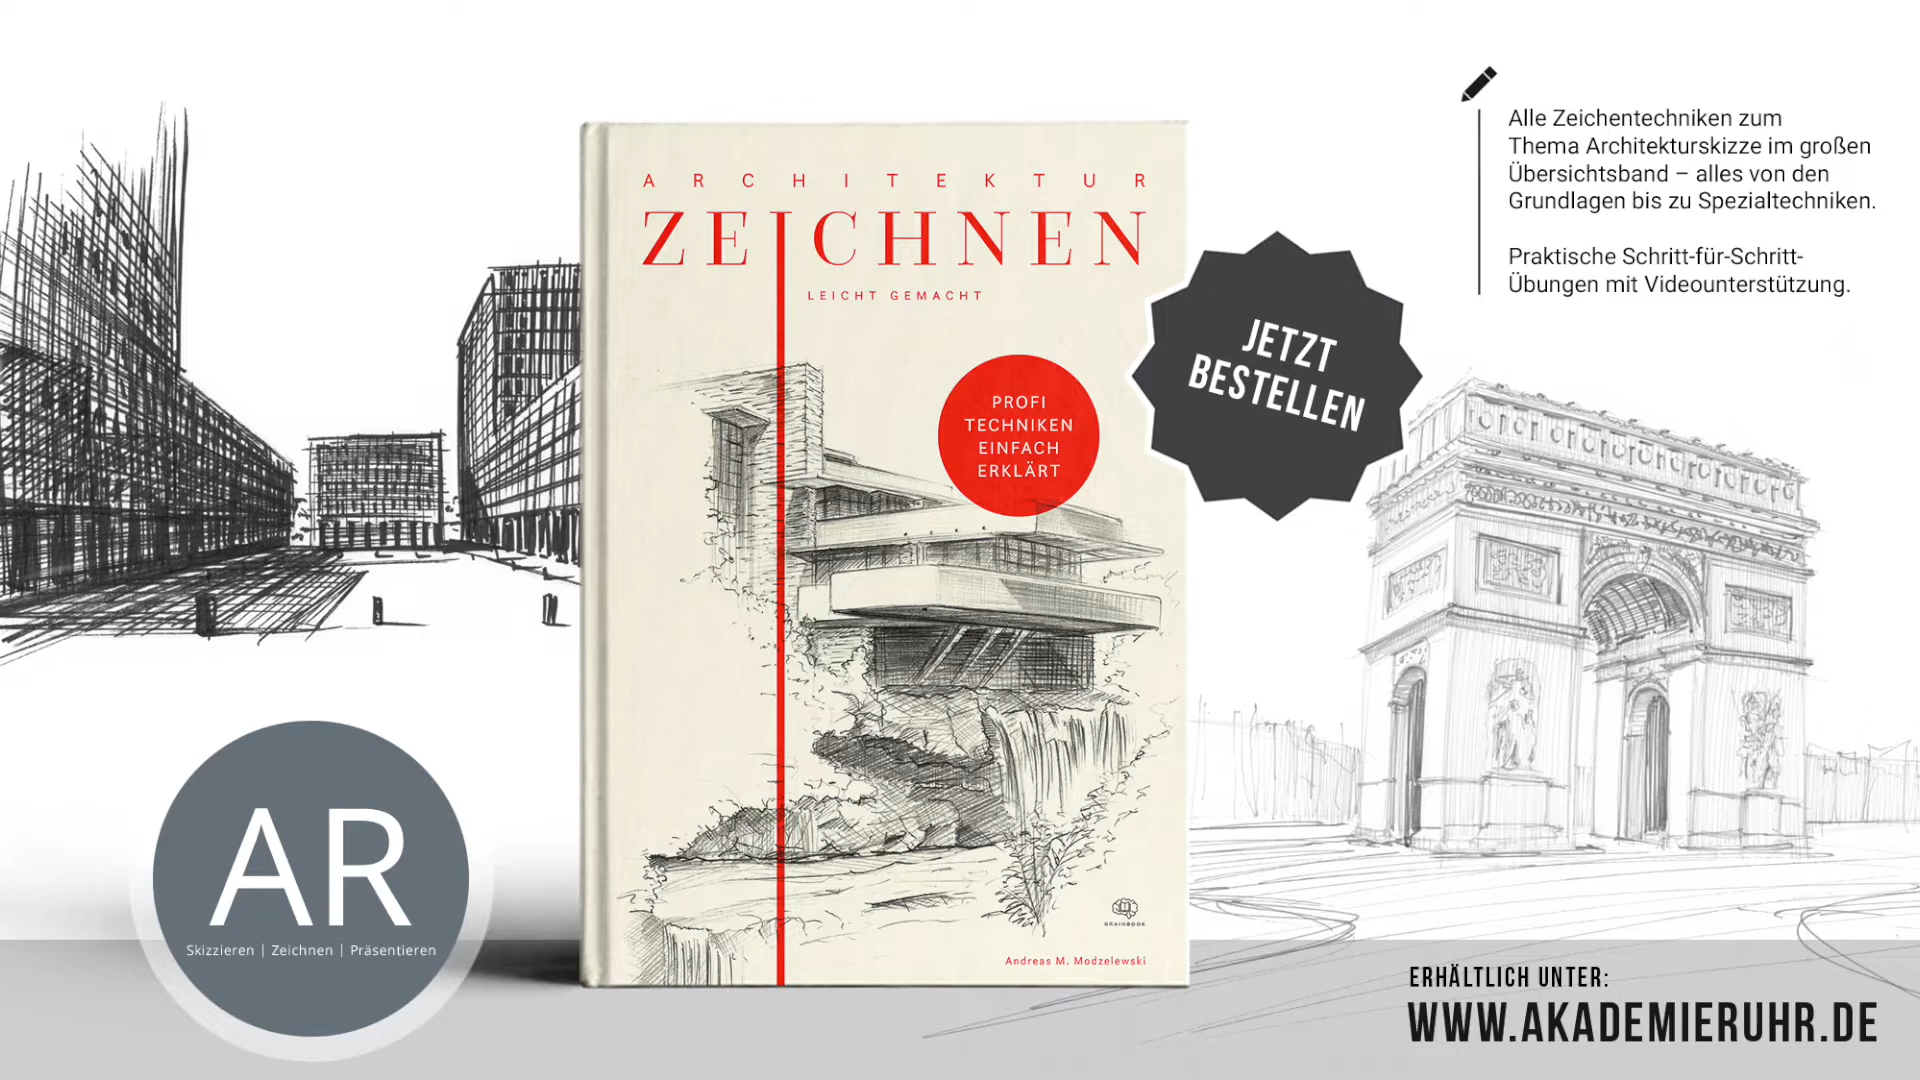 ARCHITEKTUR
ZEICHNEN
LEICHT GEMACHT
PROFI
TECHNIKEN
EINFACH
ERKLÄRT
BRAINBOOK
Andreas M. Modzelewski
JETZT
BESTELLEN
Alle Zeichentechniken zum
Thema Architekturskizze im großen
Übersichtsband – alles von den
Grundlagen bis zu Spezialtechniken.
Praktische Schritt-für-Schritt-
Übungen mit Videounterstützung.
AR
Skizzieren | Zeichnen | Präsentieren
ERHÄLTLICH UNTER:
WWW.AKADEMIERUHR.DE